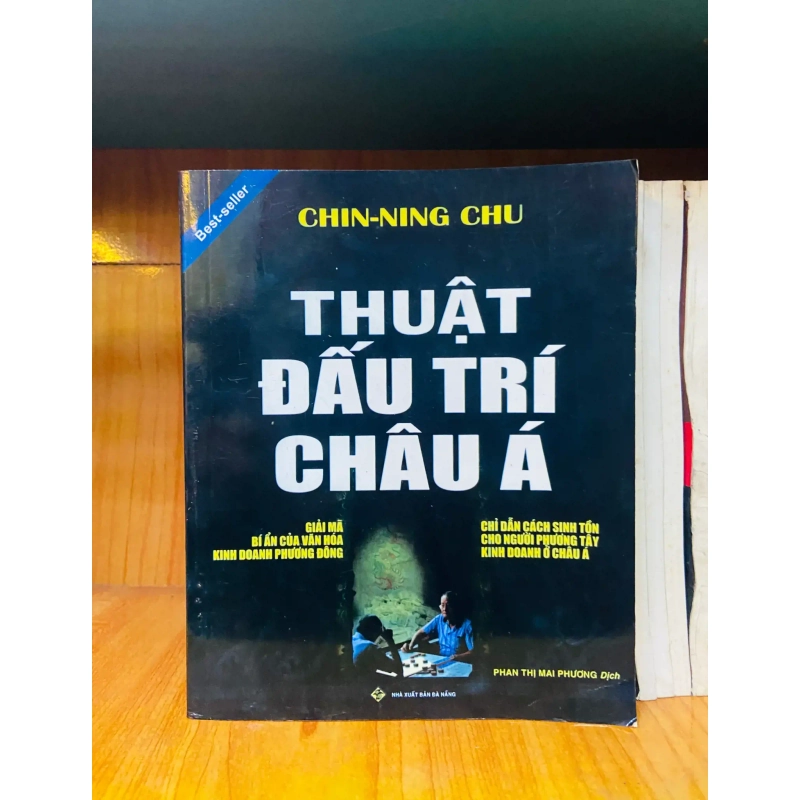 Best-seller
CHIN-NING CHU
THUẬT
ĐẤU TRÍ
CHÂU Á
GIẢI MÃ
BÍ ẨN CỦA VĂN HÓA
KINH DOANH PHƯƠNG ĐÔNG
CHỈ DẪN CÁCH SINH TỒN
CHO NGƯỜI PHƯƠNG TÂY
KINH DOANH Ở CHÂU Á
PHAN THỊ MAI PHƯƠNG Dịch
NHÀ XUẤT BẢN ĐÀ NẴNG